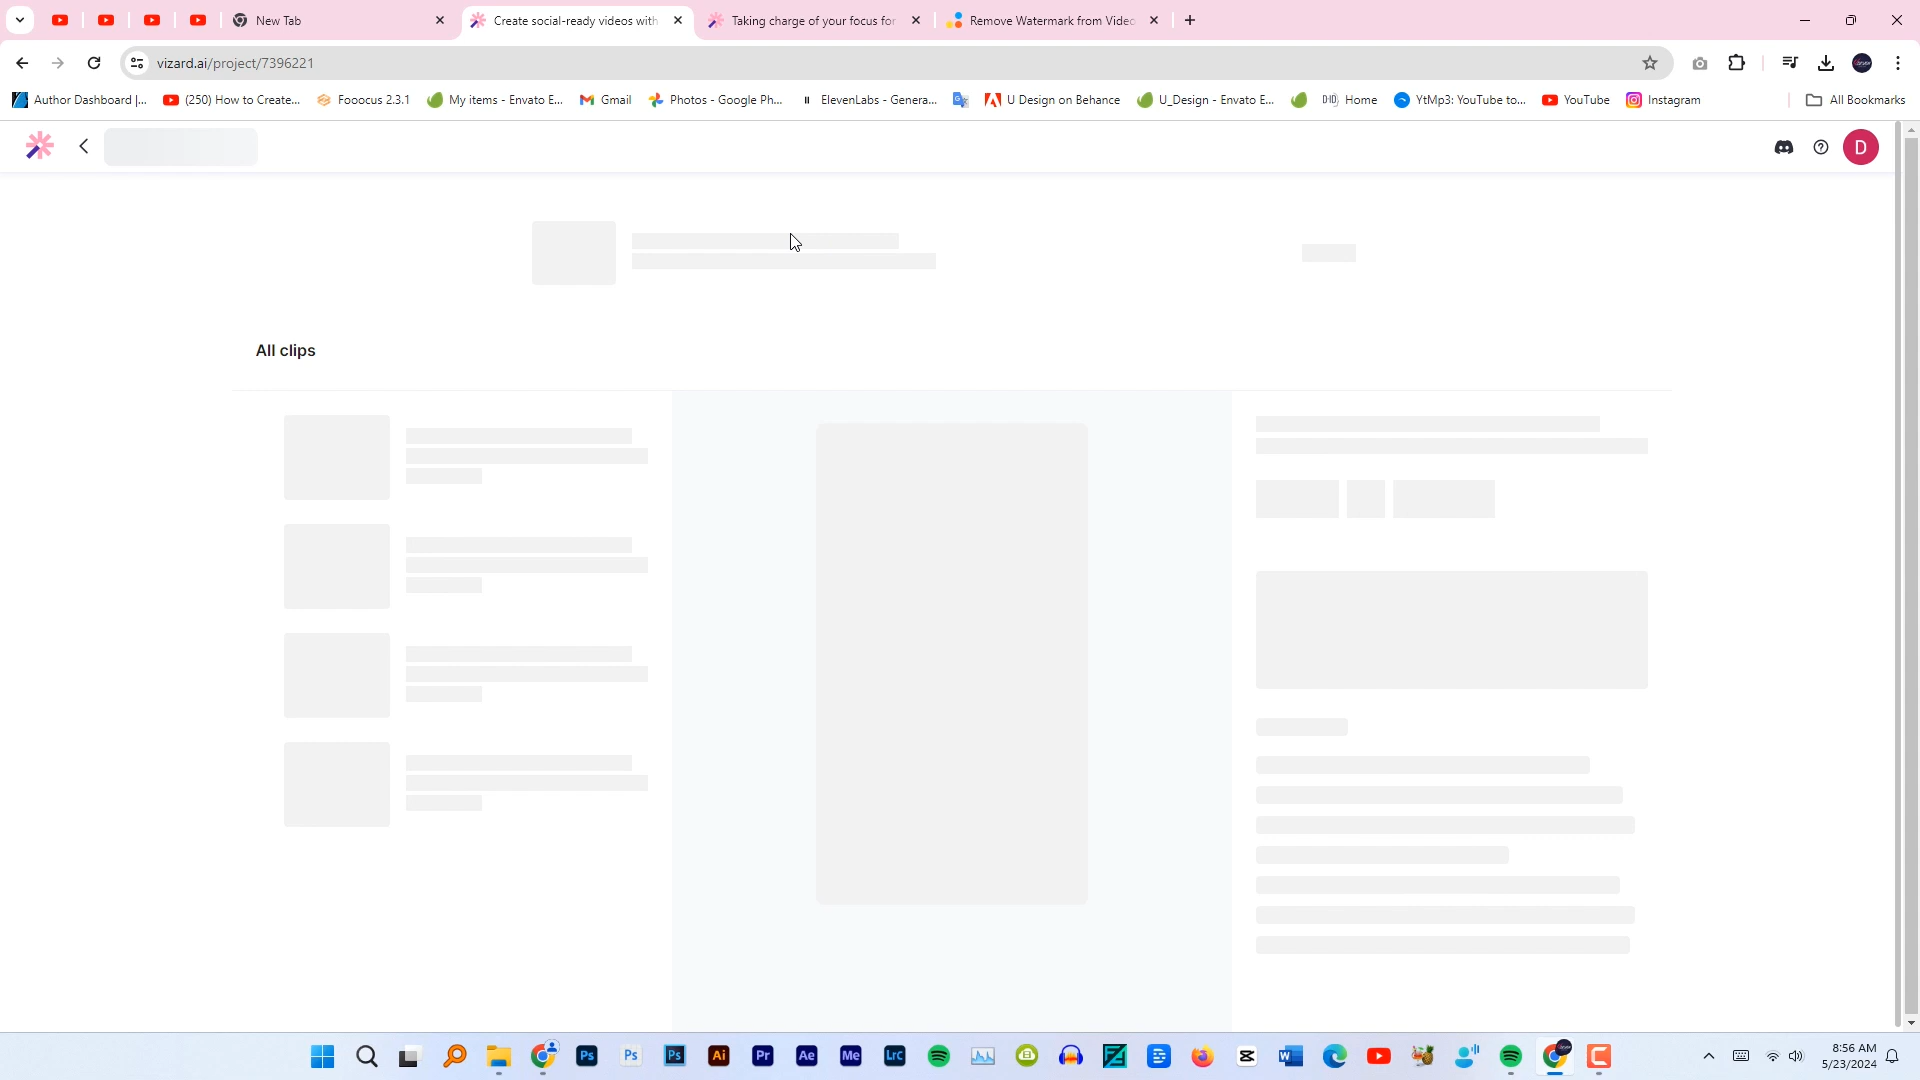 New Tab
Create social-ready videos with
Taking charge of your focus for
Remove Watermark from Video
vizard.ai/project/7396221
Author Dashboard |...
(250) How to Create...
Fooocus 2.3.1
My items - Envato E...
Gmail
Photos - Google Ph...
ElevenLabs - Genera...
U Design on Behance
U_Design - Envato E...
Home
YtMp3: YouTube to...
YouTube
Instagram
All Bookmarks
D
All clips
8:56 AM
5/23/2024